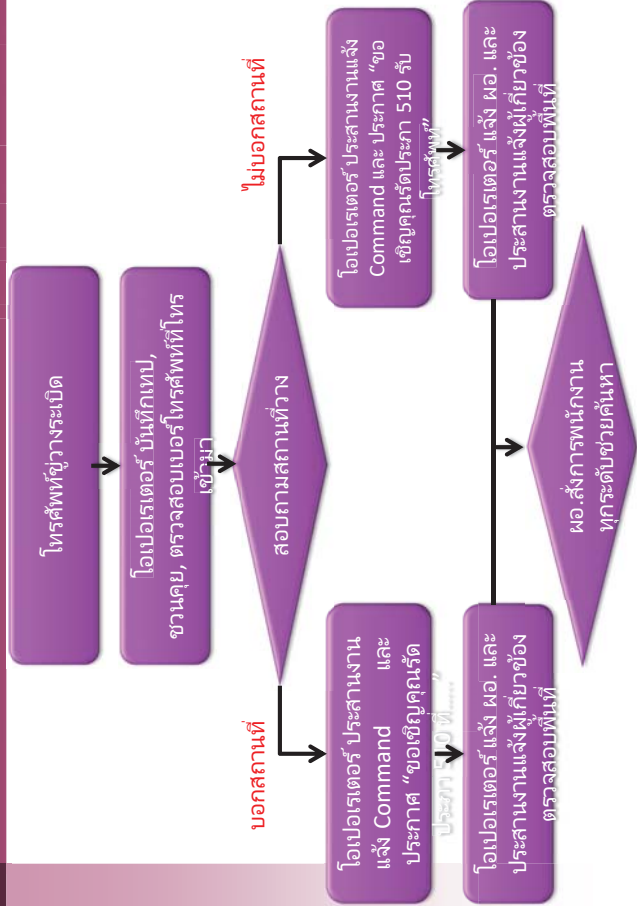 โทรศัพท์ขู่วางระเบิด
โอเปอเรเตอร์ บันทึกเทป,
ชวนคุย, ตรวจสอบเบอร์โทรศัพท์ที่โทร
เข้ามา
สอบถามสถานที่วาง
บอกสถานที่
ไม่บอกสถานที่
โอเปอเรเตอร์ ประสานงาน
แจ้ง Command และ
ประกาศ “ขอเชิญคุณรัด
ประภา 510 ที่.....”
โอเปอเรเตอร์ ประสานงานแจ้ง
Command และ ประกาศ “ขอ
เชิญคุณรัดประภา 510 รับ
โทรศัพท์”
โอเปอเรเตอร์ แจ้ง ผอ. และ
ประสานงานแจ้งผู้เกี่ยวข้อง
ตรวจสอบพื้นที่
โอเปอเรเตอร์ แจ้ง ผอ. และ
ประสานงานแจ้งผู้เกี่ยวข้อง
ตรวจสอบพื้นที่
ผอ.สั่งการพนักงาน
ทุกระดับช่วยค้นหา